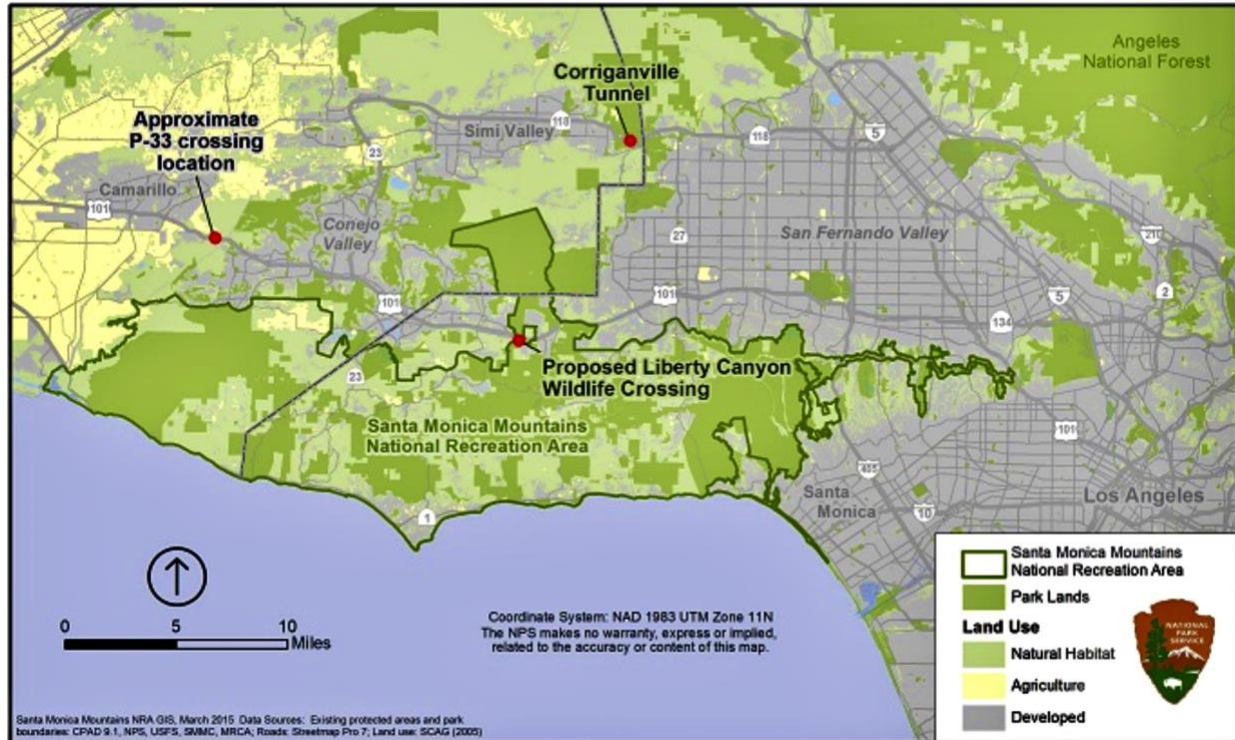 Angeles
National Forest
Corriganville
Tunnel
Approximate
P-33 crossing
location
Simi Valley
118
118
5
23
Camarillo
101
Conejo
Valley
27
San Fernando Valley
210
101
101
5
2
134
Proposed Liberty Canyon
Wildlife Crossing
23
Santa Monica Mountains
National Recreation Area
101
405
Santa
Monica
10
Los Angeles
1
0 5 10
Miles
Coordinate System: NAD 1983 UTM Zone 11N
The NPS makes no warranty, express or implied,
related to the accuracy or content of this map.
Santa Monica Mountains
National Recreation Area
Park Lands
Land Use
Natural Habitat
Agriculture
Developed
NATIONAL
PARK
SERVICE
Santa Monica Mountains NRA GIS, March 2015 Data Sources: Existing protected areas and park
boundaries: CPAD 9.1, NPS, USFS, SMMC, MRCA; Roads: Streetmap Pro 7; Land use: SCAG (2005)